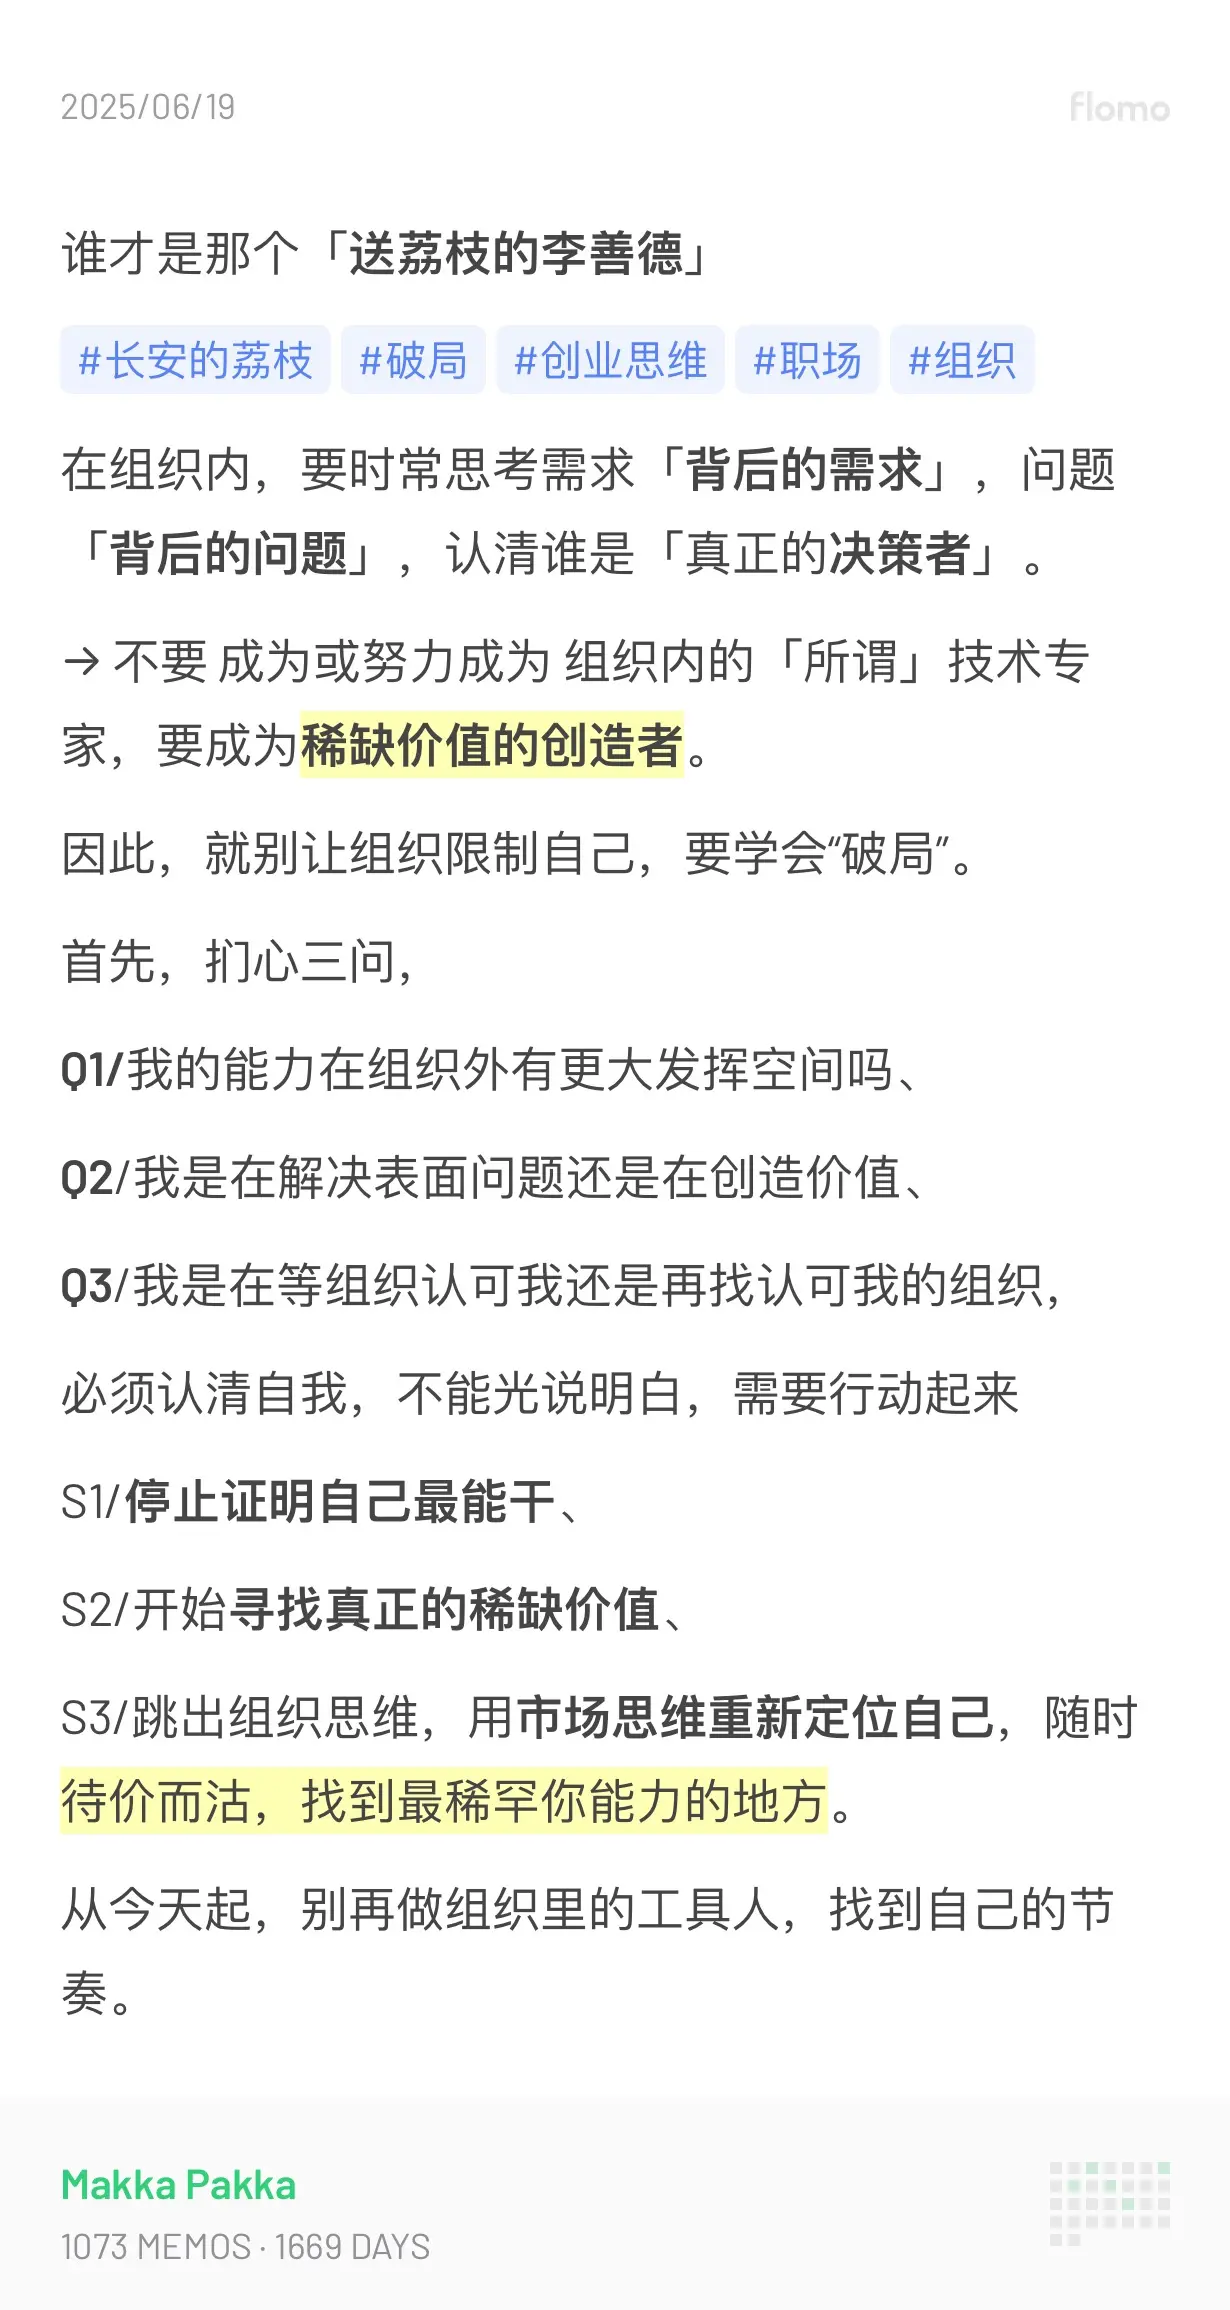 2025/06/19 flomo
谁才是那个「送荔枝的李善德」
#长安的荔枝 #破局 #创业思维 #职场 #组织
在组织内，要时常思考需求「背后的需求」，问题
「背后的问题」，认清谁是「真正的决策者」。
→ 不要 成为或努力成为 组织内的「所谓」技术专
家，要成为稀缺价值的创造者。
因此，就别让组织限制自己，要学会“破局”。
首先，扪心三问，
Q1/我的能力在组织外有更大发挥空间吗、
Q2/我是在解决表面问题还是在创造价值、
Q3/我是在等组织认可我还是再找认可我的组织，
必须认清自我，不能光说明白，需要行动起来
S1/停止证明自己最能干、
S2/开始寻找真正的稀缺价值、
S3/跳出组织思维，用市场思维重新定位自己，随时
待价而沽，找到最稀罕你能力的地方。
从今天起，别再做组织里的工具人，找到自己的节
奏。
Makka Pakka
1073 MEMOS · 1669 DAYS